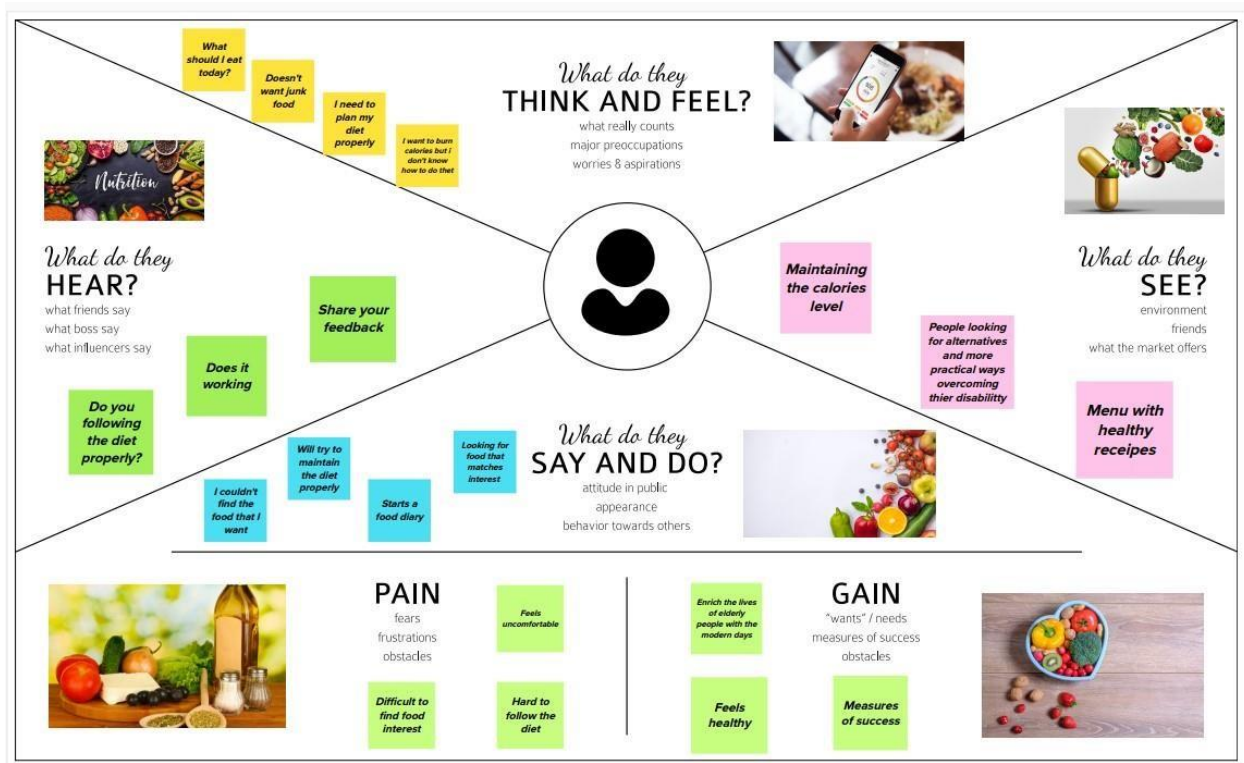 What
should I eat
today?
Doesn't
want junk
food
I need to
plan my
diet
properly
I want to burn
calories but i
don't know
how to do thet
What do they
THINK AND FEEL?
what really counts
major preoccupations
worries & aspirations
Nutrition
What do they
HEAR?
what friends say
what boss say
what influencers say
Share your
feedback
Does it
working
Do you
following
the diet
properly?
What do they
SEE?
environment
friends
what the market offers
Maintaining
the calories
level
People looking
for alternatives
and more
practical ways
overcoming
thier disabilitty
Menu with
healthy
receipes
What do they
SAY AND DO?
attitude in public
appearance
behavior towards others
I couldn't
find the
food that I
want
Will try to
maintain
the diet
properly
Starts a
food diary
Looking for
food that
matches
interest
PAIN
fears
frustrations
obstacles
Feels
uncomfortable
Difficult to
find food
interest
Hard to
follow the
diet
GAIN
"wants" / needs
measures of success
obstacles
Enrich the lives
of elderly
people with the
modern days
Feels
healthy
Measures
of success